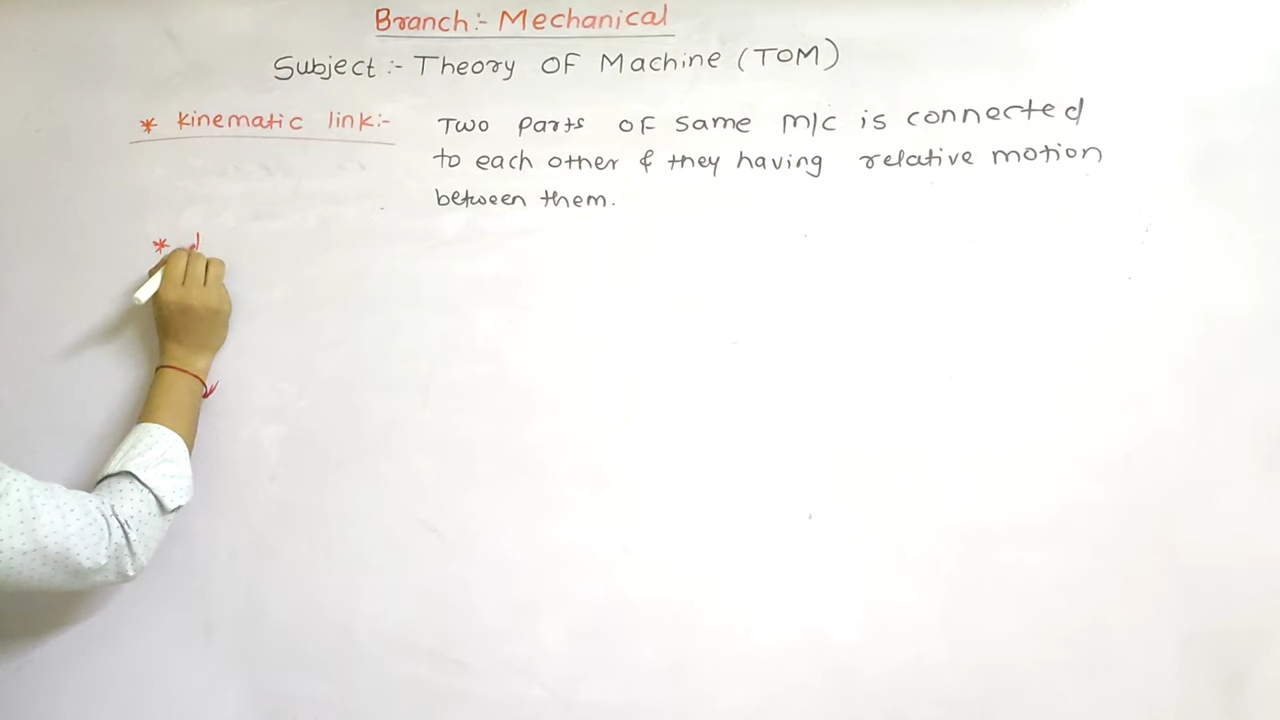 Branch:- Mechanical
Subject:- Theory OF Machine (TOM)
* Kinematic link:- Two parts OF same m/c is connected
to each other & they having relative motion
between them.
*